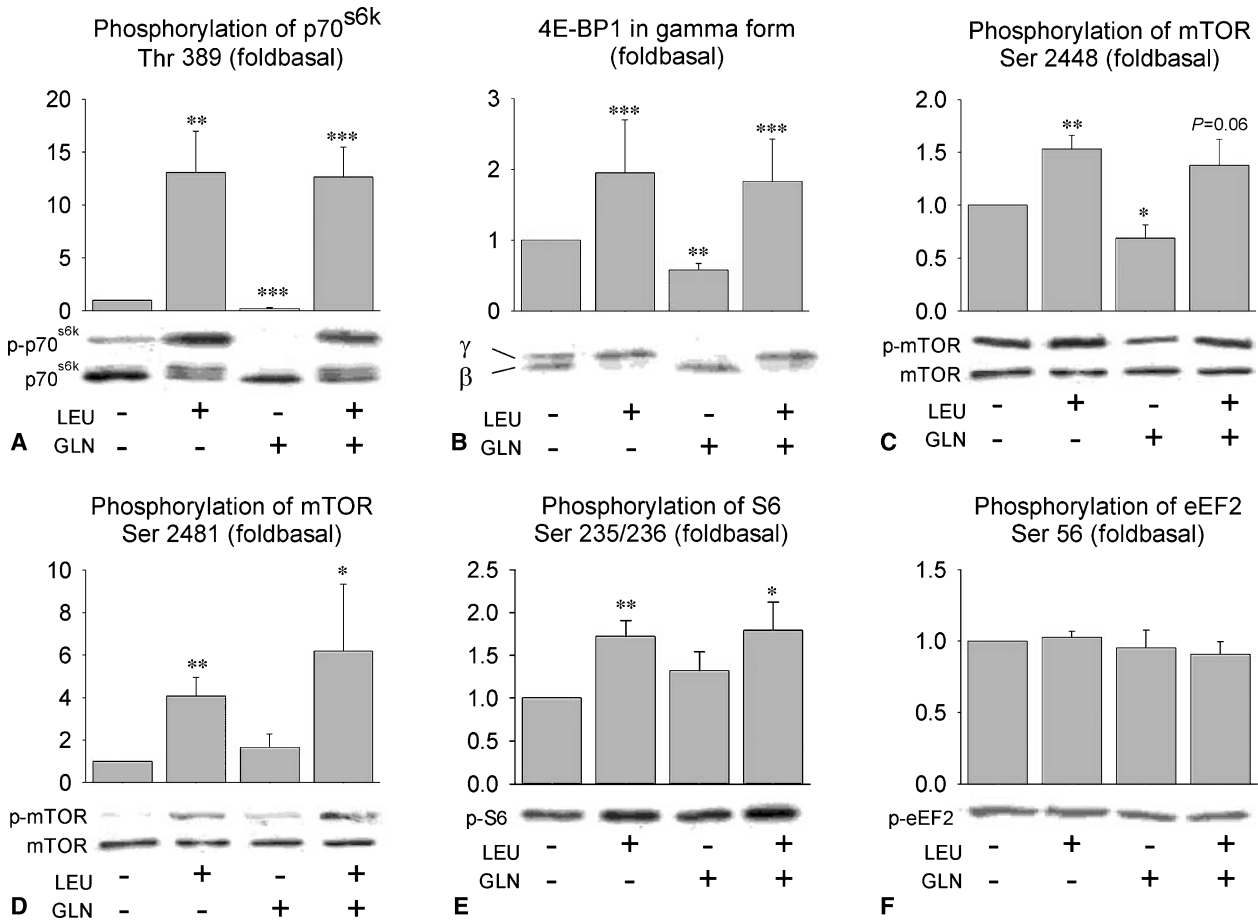 Phosphorylation of p70s6k
Thr 389 (foldbasal)
20
**
***
15
10
5
***
0
p-p70s6k
p70s6k
LEU - + - +
A GLN - - + +
4E-BP1 in gamma form
(foldbasal)
3
***
***
2
1
**
0
γ
β
LEU - + - +
B GLN - - + +
Phosphorylation of mTOR
Ser 2448 (foldbasal)
2.0
**
P=0.06
1.5
1.0
*
0.5
0.0
p-mTOR
mTOR
LEU - + - +
C GLN - - + +
Phosphorylation of mTOR
Ser 2481 (foldbasal)
10
*
8
6
**
4
2
0
p-mTOR
mTOR
LEU - + - +
D GLN - - + +
Phosphorylation of S6
Ser 235/236 (foldbasal)
2.5
**
*
2.0
1.5
1.0
0.5
0.0
p-S6
LEU - + - +
E GLN - - + +
Phosphorylation of eEF2
Ser 56 (foldbasal)
1.5
1.0
0.5
0.0
p-eEF2
LEU - + - +
F GLN - - + +